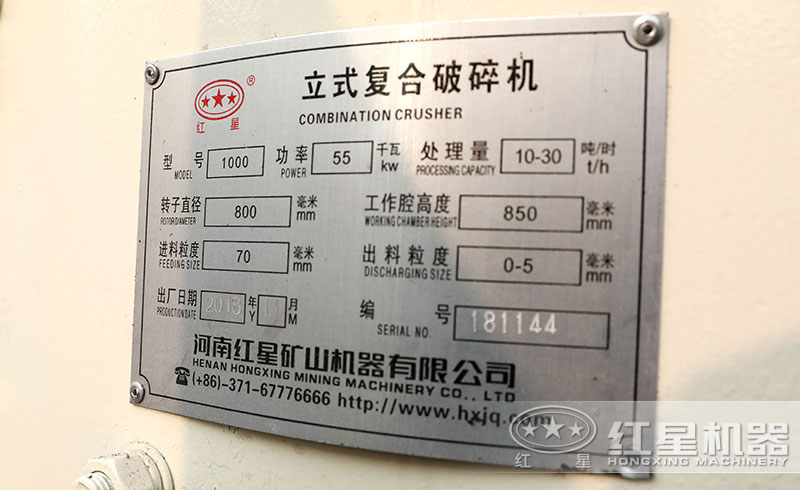 立式复合破碎机
COMBINATION CRUSHER
®
红 星
型 号 1000 功率 55 千瓦 处理量 10-30 吨/时
MODEL POWER kw PROCESSING CAPACITY t/h
转子直径 800 毫米 工作腔高度 850 毫米
ROTORDIAMETER mm WORKING CHAMBER HEIGHT mm
进料粒度 70 毫米 出料粒度 0-5 毫米
FEEDING SIZE mm DISCHARGING SIZE mm
出厂日期 年 月 编 号 181144
PRODUCTION DATE Y M SERIAL NO.
河南红星矿山机器有限公司
HENAN HONGXING MINING MACHINERY CO., LTD
☎(+86)-371-67776666 http://www.hxjq.com
红 星 ® 红星机器
HONGXING MACHINERY